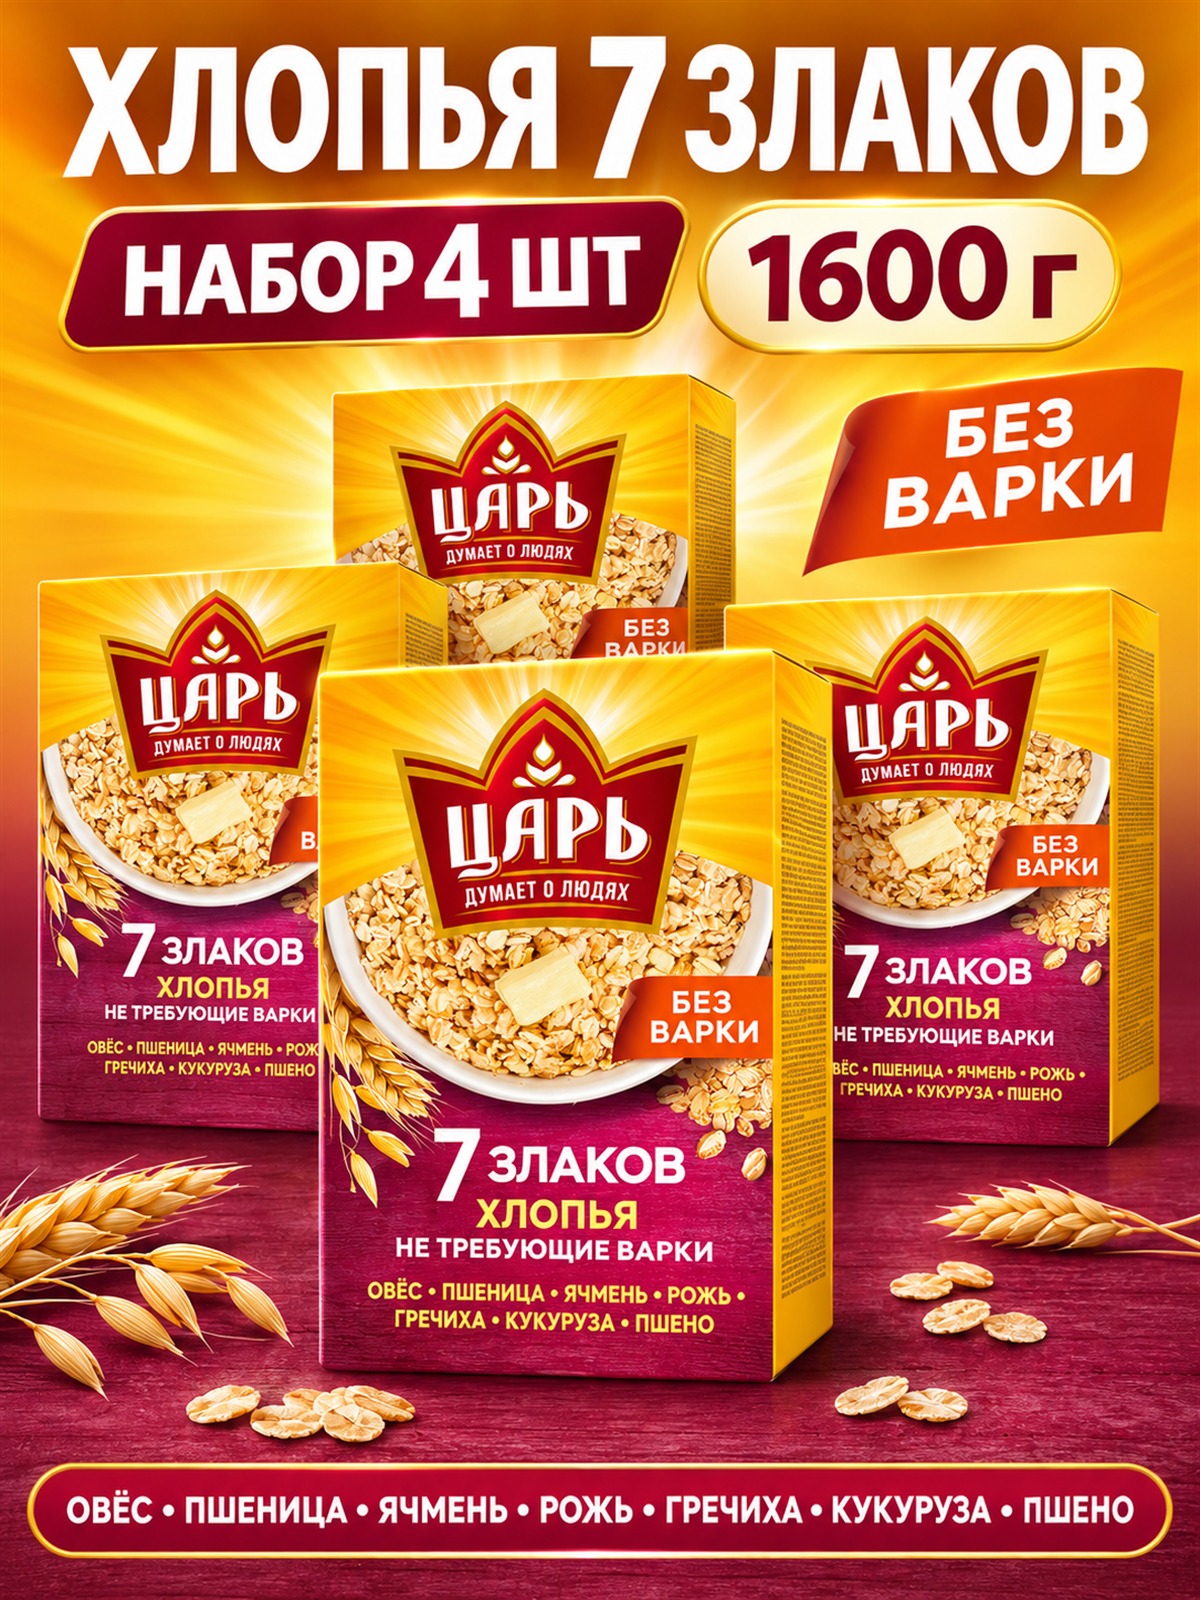 ХЛОПЬЯ 7 ЗЛАКОВ
НАБОР 4 ШТ
1600 г
БЕЗ
ВАРКИ
ЦАРЬ
ДУМАЕТ О ЛЮДЯХ
БЕЗ
ВАРКИ
ЦАРЬ
ДУМАЕТ О ЛЮДЯХ
7 ЗЛАКОВ
ХЛОПЬЯ
НЕ ТРЕБУЮЩИЕ ВАРКИ
ОВЁС • ПШЕНИЦА • ЯЧМЕНЬ • РОЖ
ГРЕЧИХА • КУКУРУЗА • ПШЕНО
ЦАРЬ
ДУМАЕТ О ЛЮДЯХ
БЕЗ
ВАРКИ
7 ЗЛАКОВ
ХЛОПЬЯ
НЕ ТРЕБУЮЩИЕ ВАРКИ
ВЁС • ПШЕНИЦА • ЯЧМЕНЬ • РОЖЬ •
ГРЕЧИХА • КУКУРУЗА • ПШЕНО
ЦАРЬ
ДУМАЕТ О ЛЮДЯХ
БЕЗ
ВАРКИ
7 ЗЛАКОВ
ХЛОПЬЯ
НЕ ТРЕБУЮЩИЕ ВАРКИ
ОВЁС • ПШЕНИЦА • ЯЧМЕНЬ • РОЖЬ •
ГРЕЧИХА • КУКУРУЗА • ПШЕНО
ОВЁС • ПШЕНИЦА • ЯЧМЕНЬ • РОЖЬ • ГРЕЧИХА • КУКУРУЗА • ПШЕНО